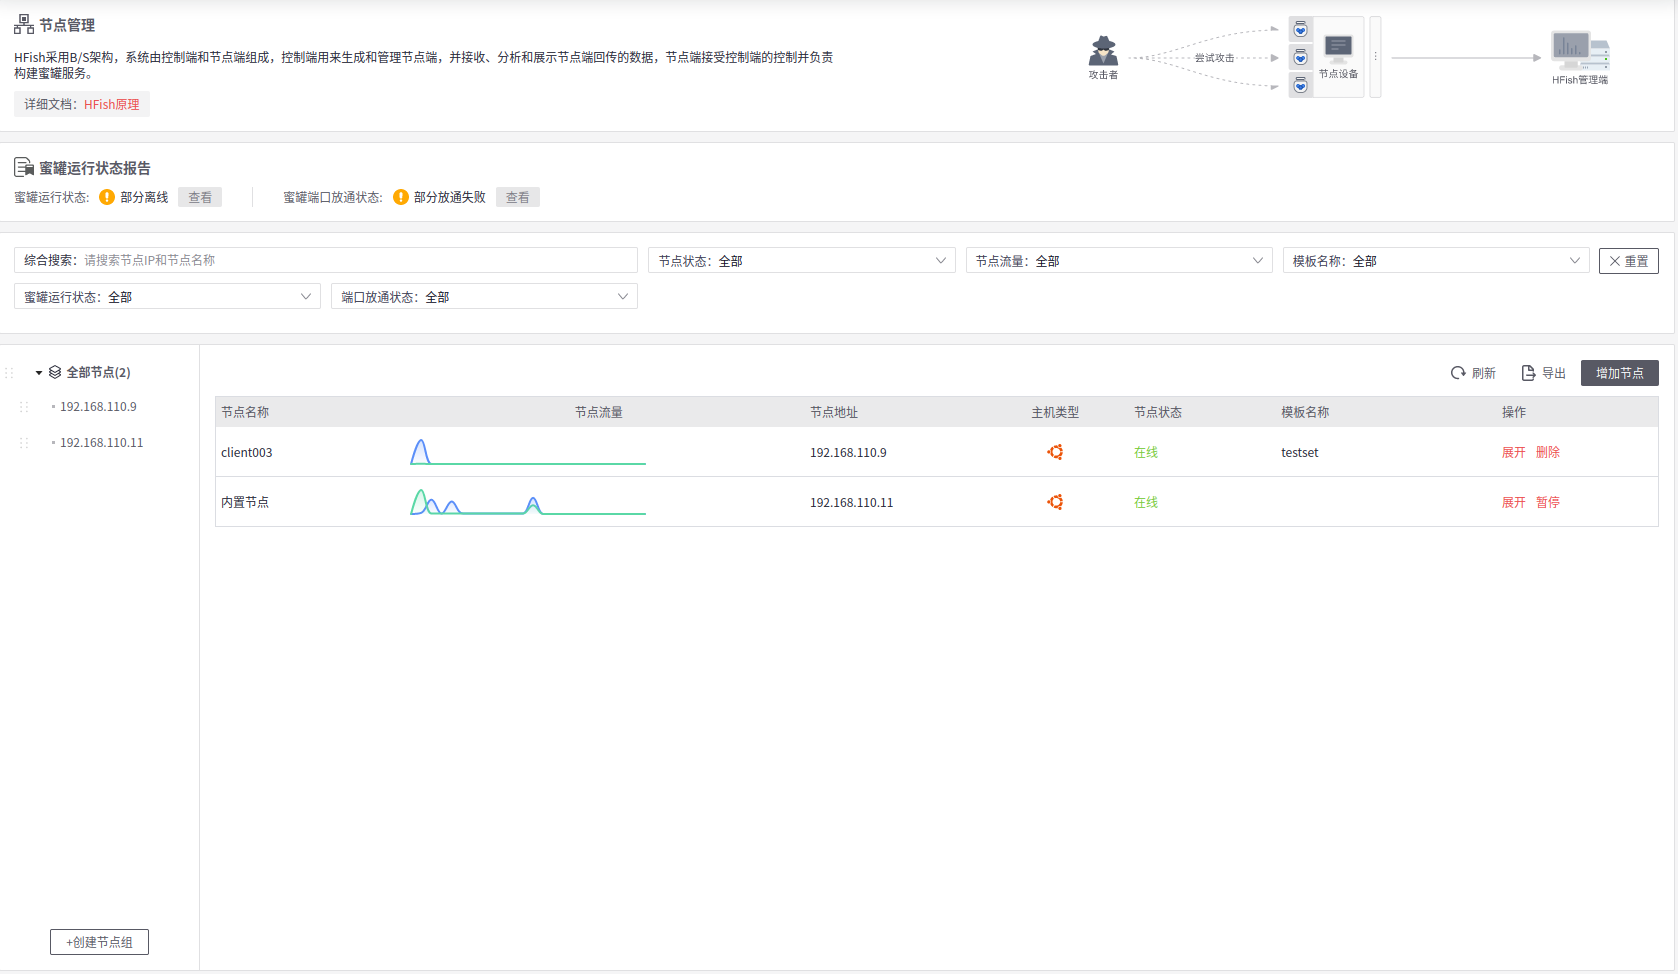 节点管理
HFish采用B/S架构，系统由控制端和节点端组成，控制端用来生成和管理节点端，并接收、分析和展示节点端回传的数据，节点端接受控制端的控制并负责
构建蜜罐服务。
详细文档：HFish原理
攻击者
尝试攻击
节点设备
HFish管理端
蜜罐运行状态报告
蜜罐运行状态: 部分离线 查看 蜜罐端口放通状态: 部分放通失败 查看
综合搜索：请搜索节点IP和节点名称 节点状态：全部 节点流量：全部 模板名称：全部 重置
蜜罐运行状态：全部 端口放通状态：全部
全部节点(2)
192.168.110.9
192.168.110.11
+创建节点组
刷新 导出 增加节点
节点名称 节点流量 节点地址 主机类型 节点状态 模板名称 操作
client003 192.168.110.9 在线 testset 展开 删除
内置节点 192.168.110.11 在线 展开 暂停